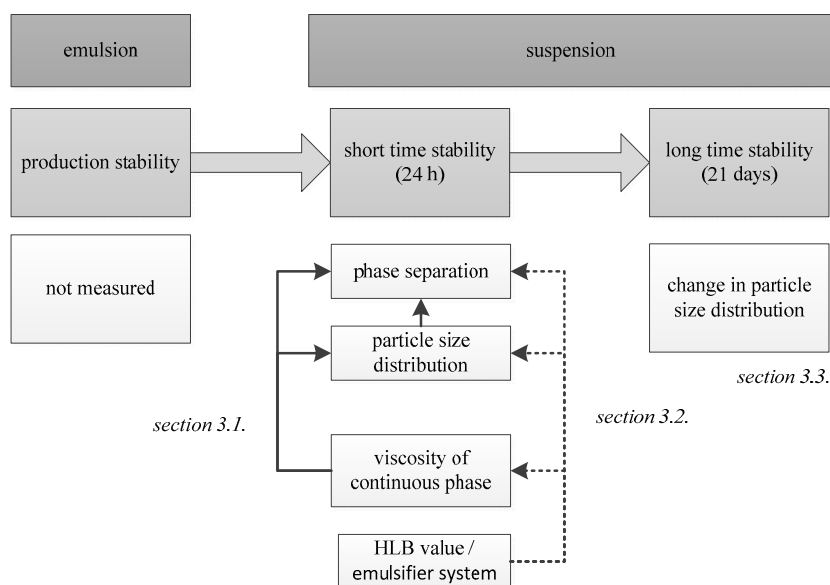 emulsion
suspension
production stability
short time stability
(24 h)
long time stability
(21 days)
not measured
phase separation
particle size
distribution
change in particle
size distribution
section 3.3.
section 3.1.
section 3.2.
viscosity of
continuous phase
HLB value /
emulsifier system